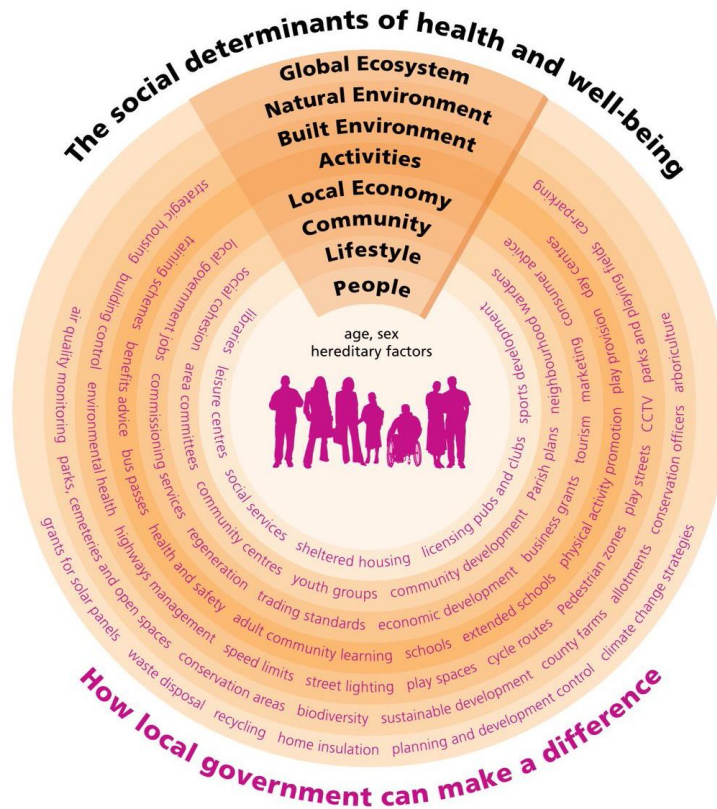 The social determinants of health and well-being
Global Ecosystem
Natural Environment
Built Environment
Activities
Local Economy
Community
Lifestyle
People
age, sex
hereditary factors
libraries leisure centres social services sheltered housing licensing pubs and clubs sports development
social cohesion area committees community centres youth groups community development Parish plans neighbourhood wardens
local government jobs commissioning services regeneration trading standards economic development business grants tourism marketing consumer advice
training schemes benefits advice bus passes health and safety adult community learning schools extended schools physical activity promotion play provision day centres
strategic housing building control environmental health highways management speed limits street lighting play spaces cycle routes Pedestrian zones play streets CCTV parks and playing fields car-parking
air quality monitoring parks, cemeteries and open spaces conservation areas biodiversity sustainable development county farms allotments conservation officers arboriculture
grants for solar panels waste disposal recycling home insulation planning and development control climate change strategies
How local government can make a difference